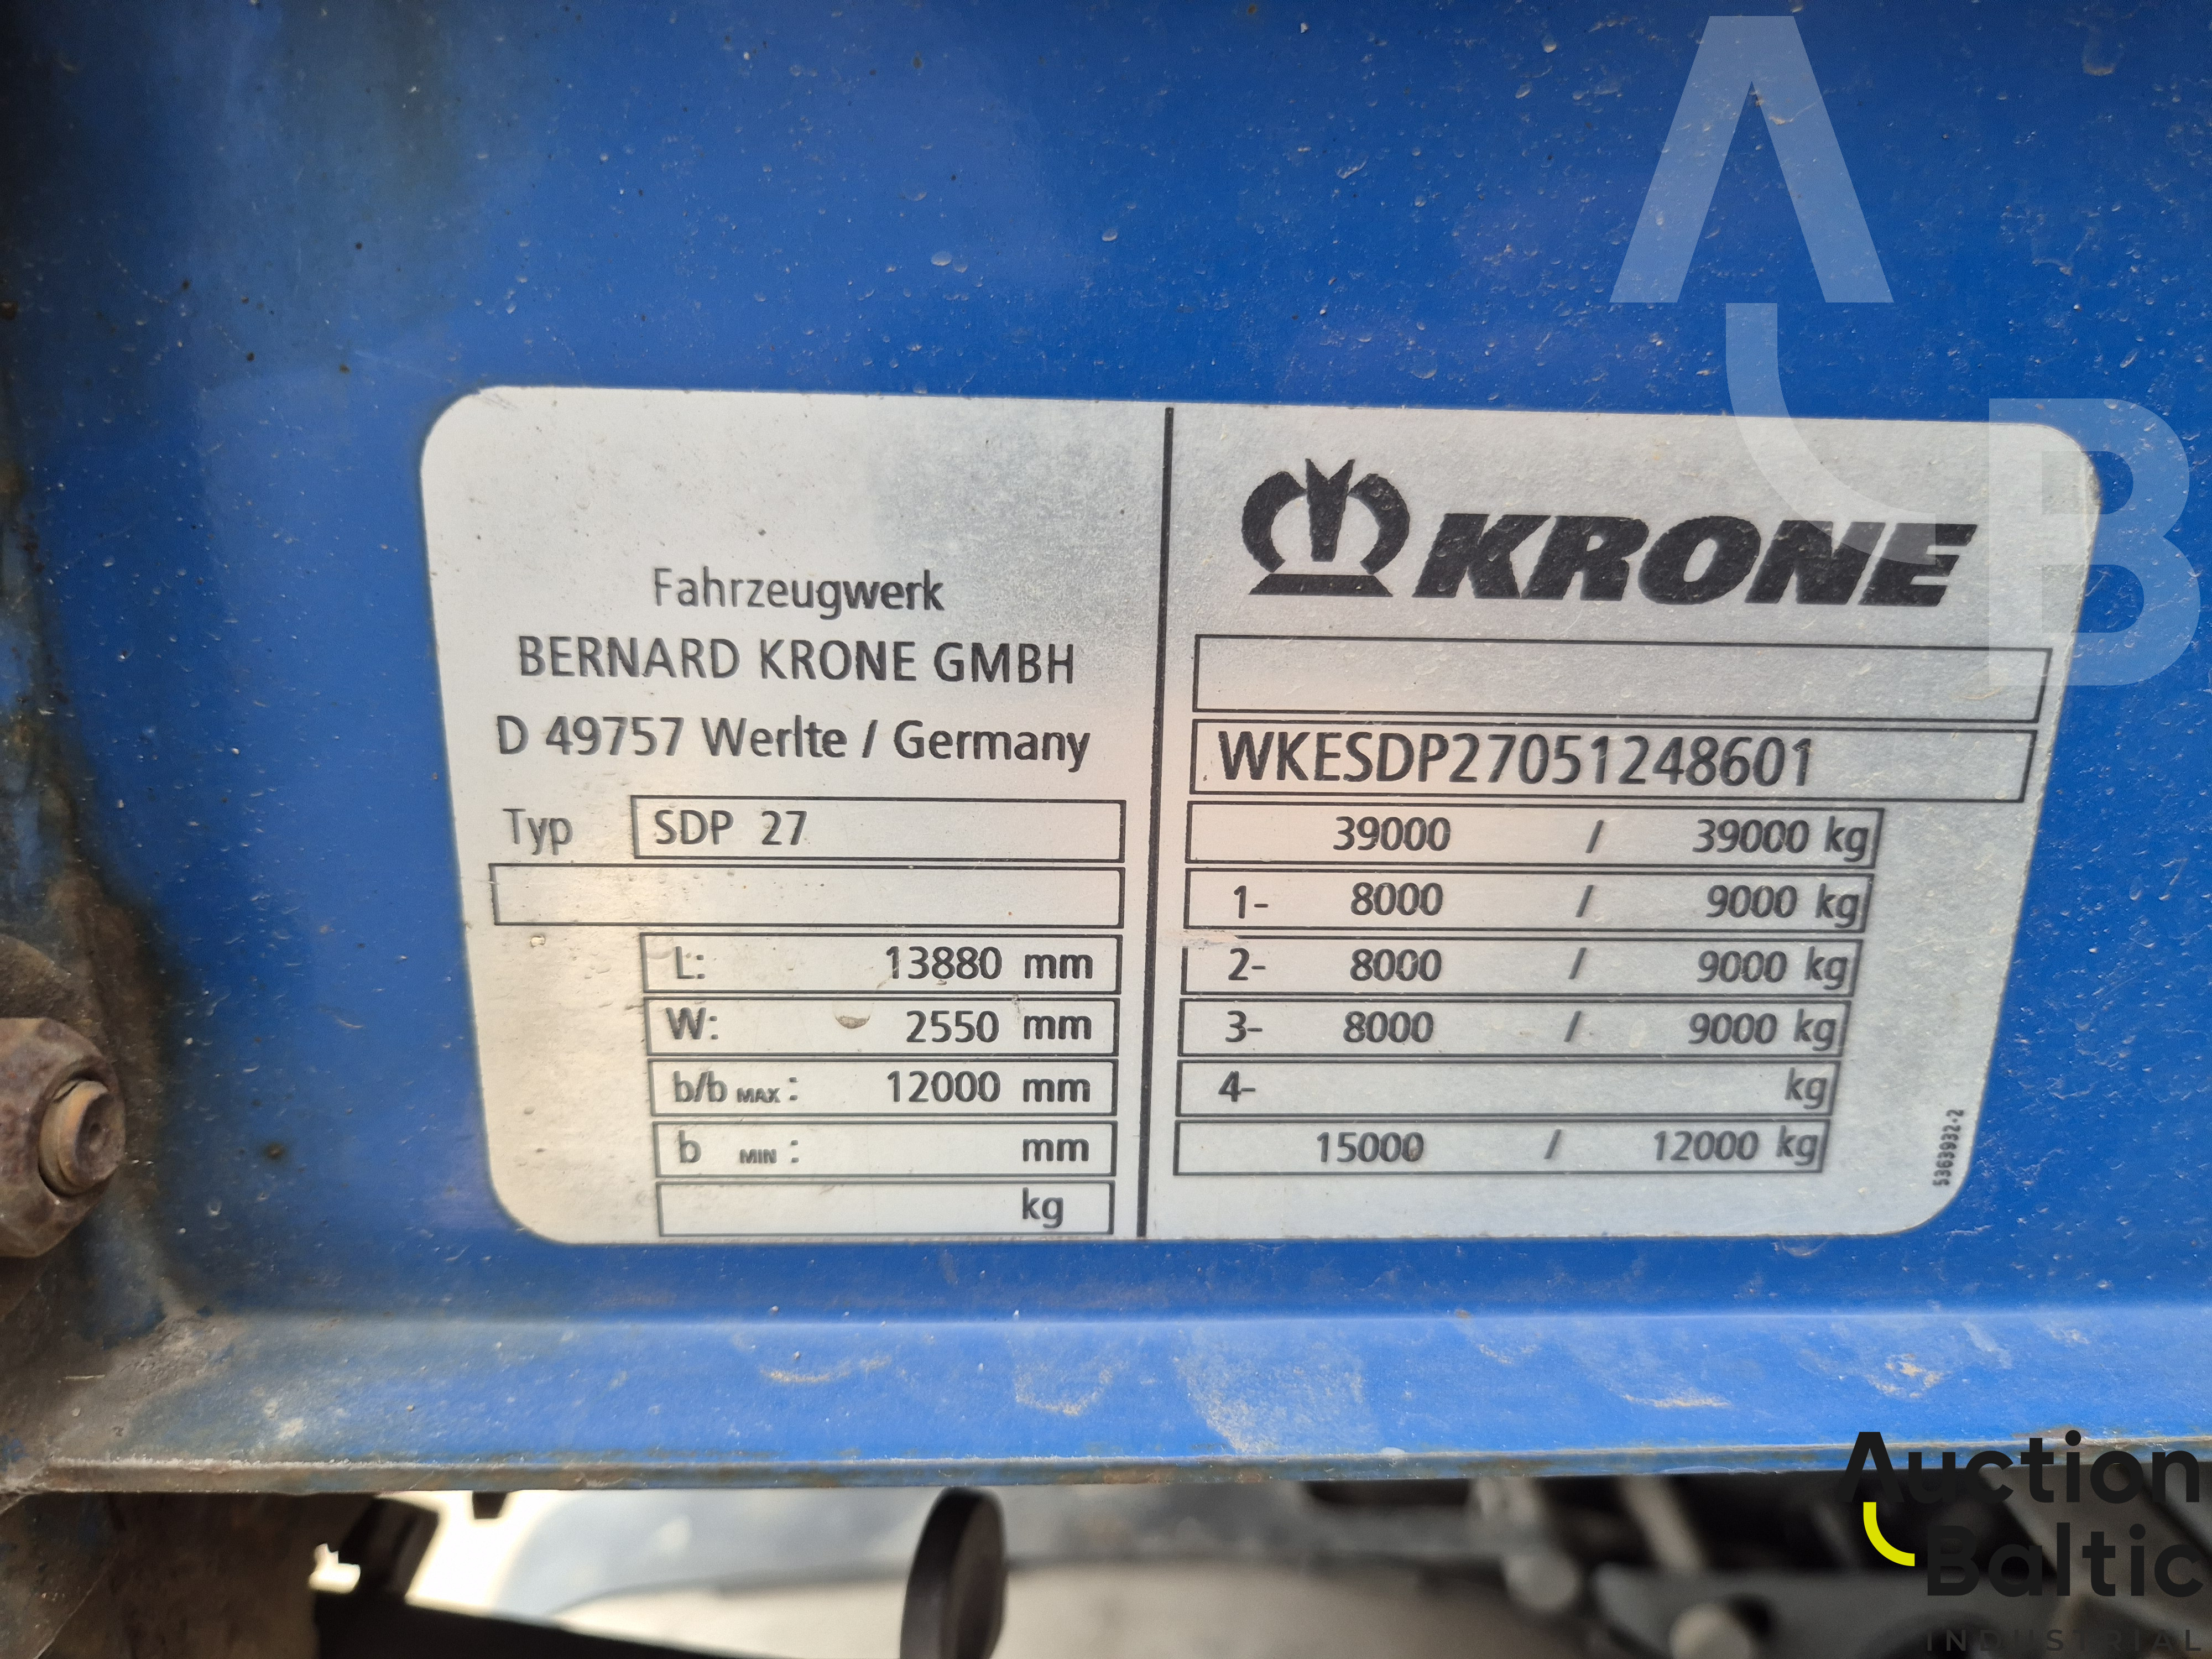 Fahrzeugwerk
BERNARD KRONE GMBH
D 49757 Werlte / Germany
Typ SDP 27
L: 13880 mm
W: 2550 mm
b/b MAX : 12000 mm
b MIN : mm
kg
KRONE
WKESDP27051248601
39000 / 39000 kg
1- 8000 / 9000 kg
2- 8000 / 9000 kg
3- 8000 / 9000 kg
4- kg
15000 / 12000 kg
5363932-2
A
B
Auction
Baltic
INDUSTRIAL